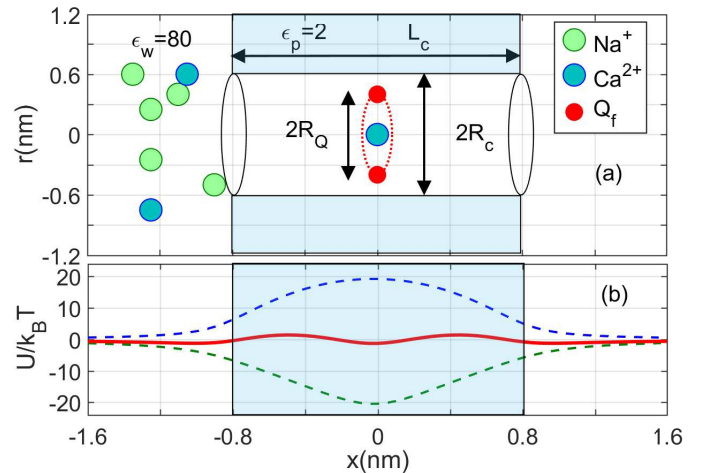 1.2
0.6
0
-0.6
-1.2
r(nm)
ϵw=80
ϵp=2
Lc
2RQ
2Rc
Na+
Ca2+
Qf
(a)
20
10
0
-10
-20
U/kBT
(b)
-1.6
-0.8
0
0.8
1.6
x(nm)